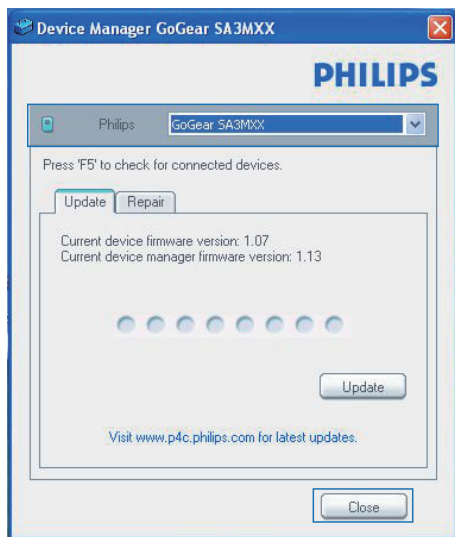 Device Manager GoGear SA3MXX
PHILIPS
Philips GoGear SA3MXX
Press 'F5' to check for connected devices.
Update Repair
Current device firmware version: 1.07
Current device manager firmware version: 1.13
Update
Visit www.p4c.philips.com for latest updates.
Close